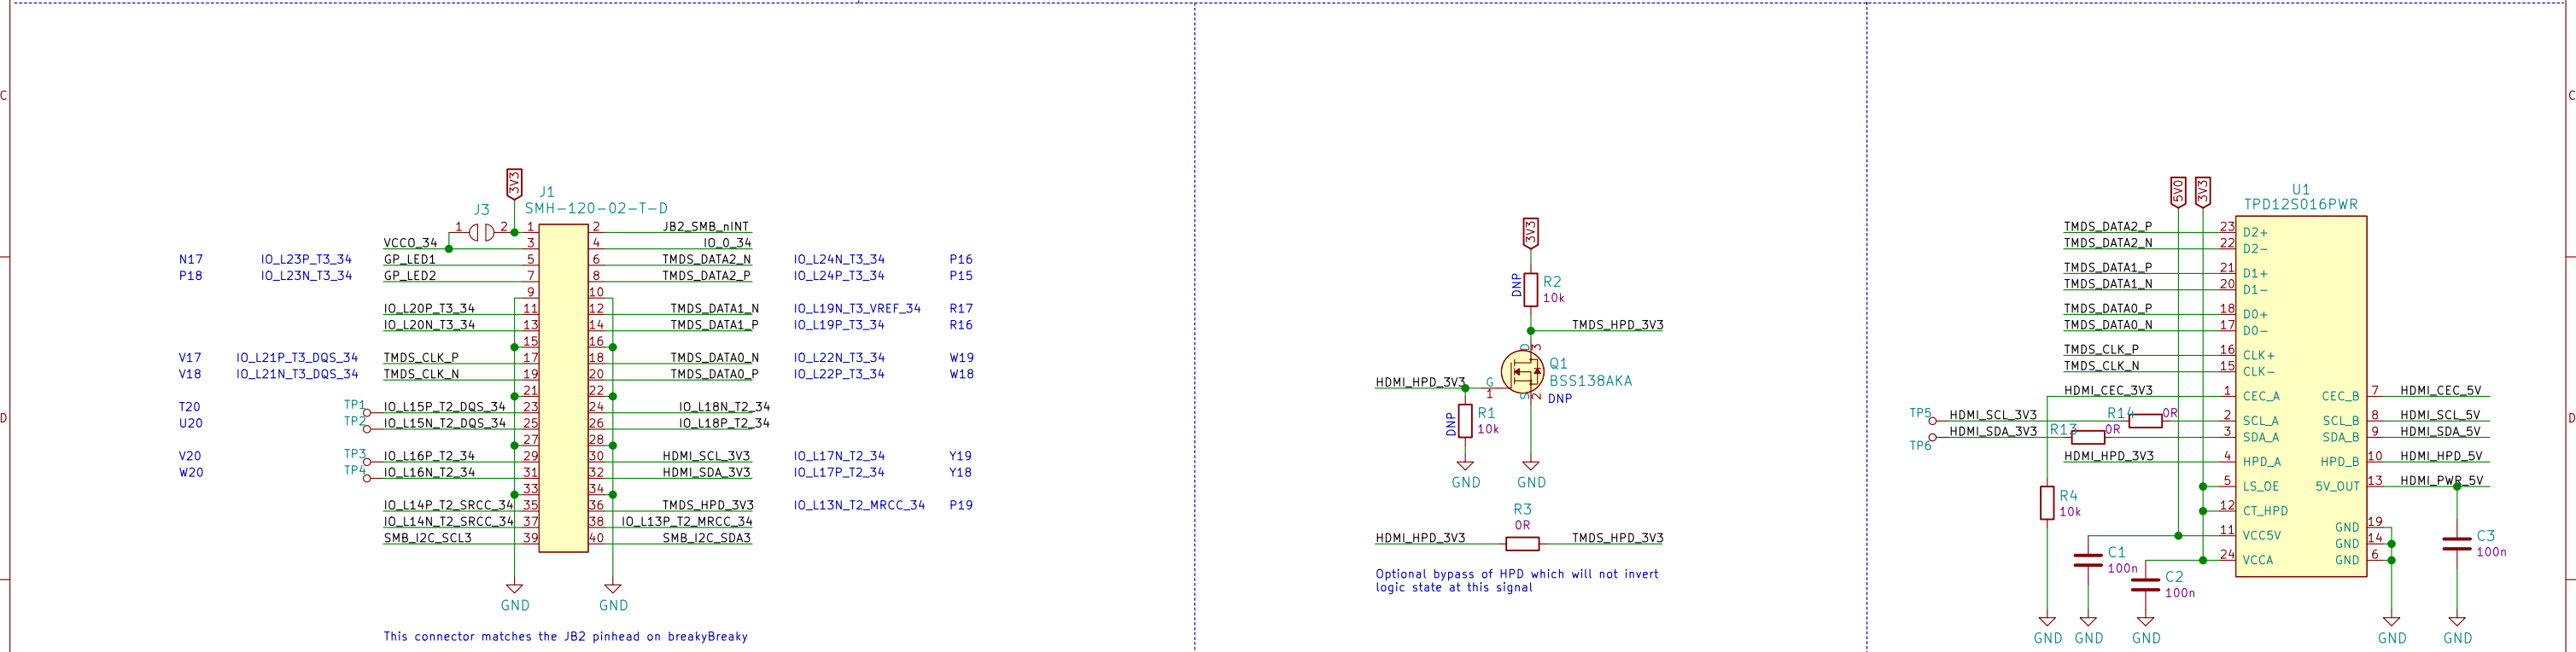 C
D
3V3
J1
SMH-120-02-T-D
J3
1 2
1 2 JB2_SMB_nINT
VCCO_34 3 4 IO_0_34
N17 IO_L23P_T3_34 GP_LED1 5 6 TMDS_DATA2_N IO_L24N_T3_34 P16
P18 IO_L23N_T3_34 GP_LED2 7 8 TMDS_DATA2_P IO_L24P_T3_34 P15
9 10
IO_L20P_T3_34 11 12 TMDS_DATA1_N IO_L19N_T3_VREF_34 R17
IO_L20N_T3_34 13 14 TMDS_DATA1_P IO_L19P_T3_34 R16
15 16
V17 IO_L21P_T3_DQS_34 TMDS_CLK_P 17 18 TMDS_DATA0_N IO_L22N_T3_34 W19
V18 IO_L21N_T3_DQS_34 TMDS_CLK_N 19 20 TMDS_DATA0_P IO_L22P_T3_34 W18
21 22
T20 TP1 IO_L15P_T2_DQS_34 23 24 IO_L18N_T2_34
U20 TP2 IO_L15N_T2_DQS_34 25 26 IO_L18P_T2_34
27 28
V20 TP3 IO_L16P_T2_34 29 30 HDMI_SCL_3V3 IO_L17N_T2_34 Y19
W20 TP4 IO_L16N_T2_34 31 32 HDMI_SDA_3V3 IO_L17P_T2_34 Y18
33 34
IO_L14P_T2_SRCC_34 35 36 TMDS_HPD_3V3 IO_L13N_T2_MRCC_34 P19
IO_L14N_T2_SRCC_34 37 38 IO_L13P_T2_MRCC_34
SMB_I2C_SCL3 39 40 SMB_I2C_SDA3
GND GND
This connector matches the JB2 pinhead on breakyBreaky
3V3
DNP
R2
10k
TMDS_HPD_3V3
D
3
Q1
BSS138AKA
DNP
HDMI_HPD_3V3
G
1
S
2
DNP
R1
10k
GND GND
R3
0R
HDMI_HPD_3V3 TMDS_HPD_3V3
Optional bypass of HPD which will not invert
logic state at this signal
5V0 3V3
U1
TPD12S016PWR
TMDS_DATA2_P 23 D2+
TMDS_DATA2_N 22 D2-
TMDS_DATA1_P 21 D1+
TMDS_DATA1_N 20 D1-
TMDS_DATA0_P 18 D0+
TMDS_DATA0_N 17 D0-
TMDS_CLK_P 16 CLK+
TMDS_CLK_N 15 CLK-
HDMI_CEC_3V3 1 CEC_A CEC_B 7 HDMI_CEC_5V
TP5 HDMI_SCL_3V3 R14 0R 2 SCL_A SCL_B 8 HDMI_SCL_5V
TP6 HDMI_SDA_3V3 R13 0R 3 SDA_A SDA_B 9 HDMI_SDA_5V
HDMI_HPD_3V3 4 HPD_A HPD_B 10 HDMI_HPD_5V
5 LS_OE 5V_OUT 13 HDMI_PWR_5V
R4
10k
12 CT_HPD
GND 19
11 VCC5V GND 14
24 VCCA GND 6
C1
100n
C2
100n
C3
100n
GND GND GND GND GND
C
D